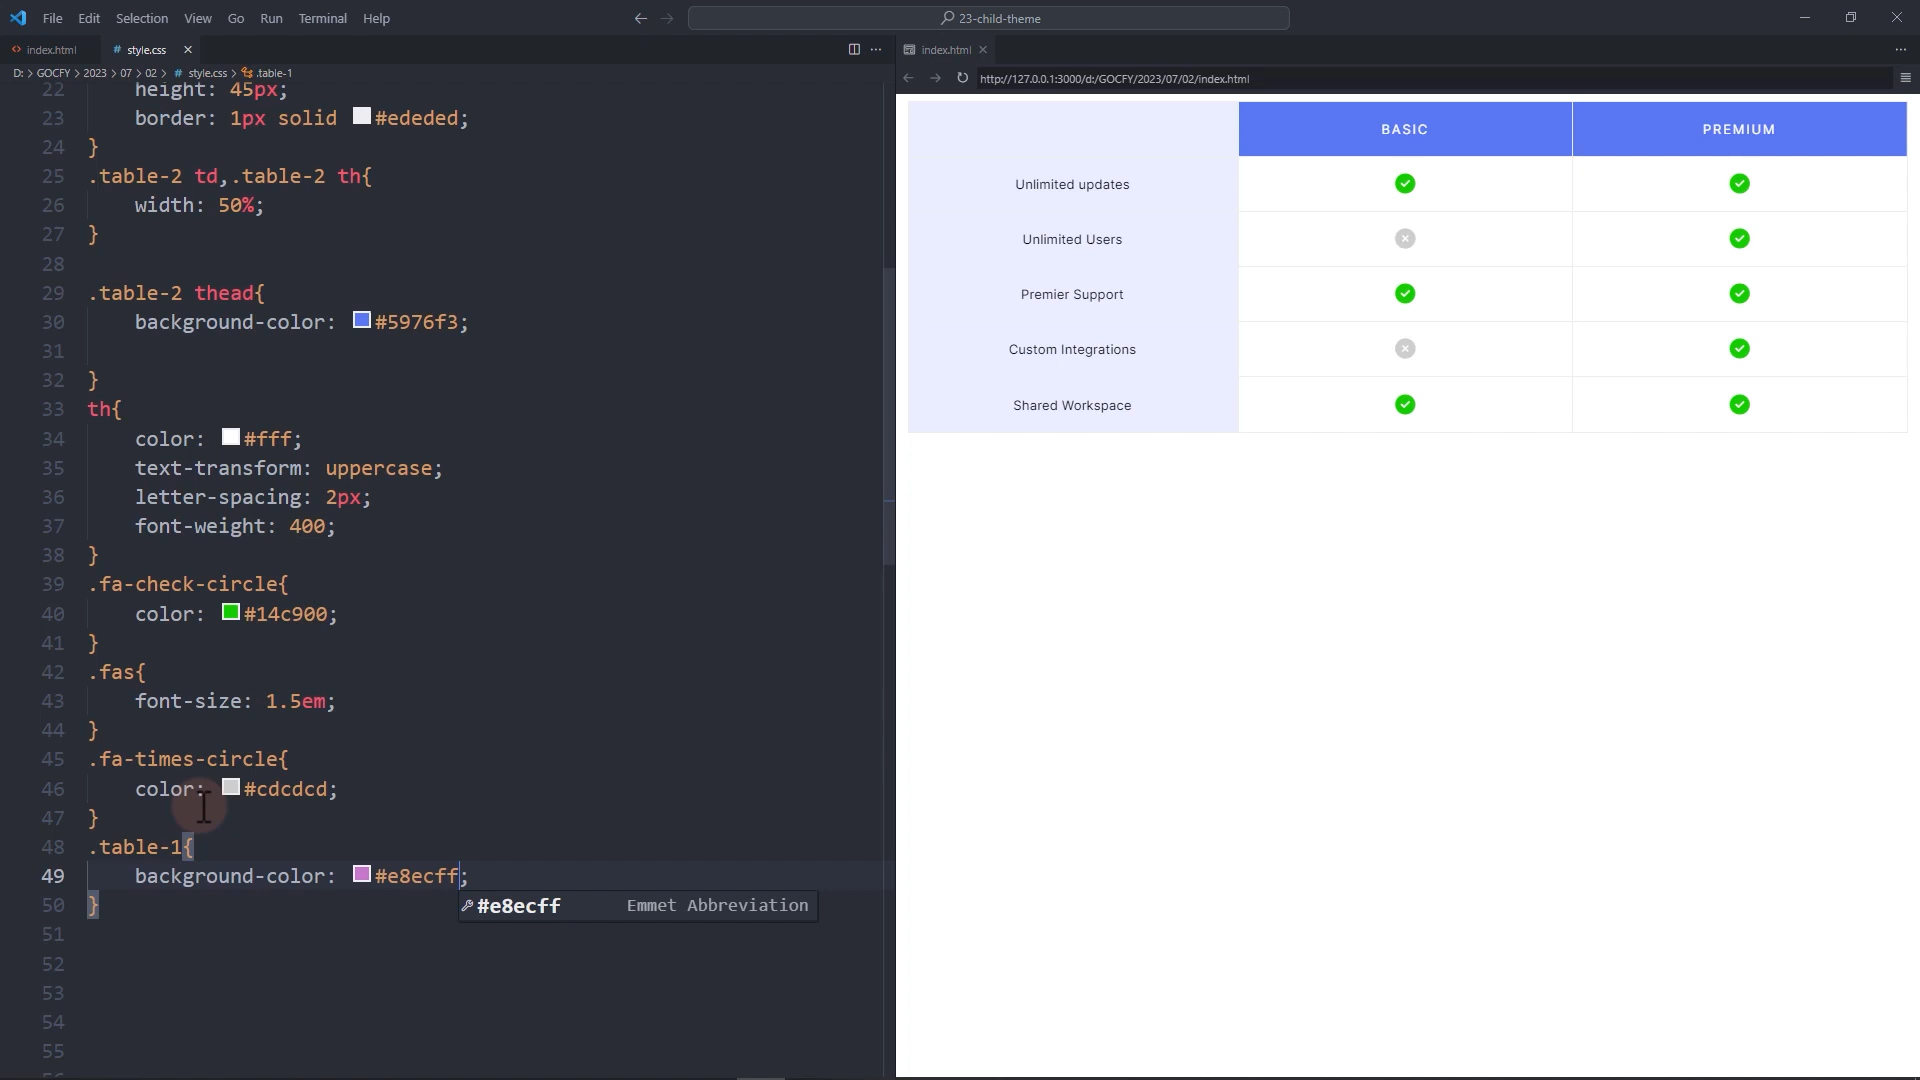 File Edit Selection View Go Run Terminal Help
23-child-theme
index.html
# style.css
index.html
D: > GOCFY > 2023 > 07 > 02 > # style.css > .table-1
http://127.0.0.1:3000/d:/GOCFY/2023/07/02/index.html
22 height: 45px;
23 border: 1px solid #ededed;
24 }
25 .table-2 td,.table-2 th{
26 width: 50%;
27 }
28
29 .table-2 thead{
30 background-color: #5976f3;
31
32 }
33 th{
34 color: #fff;
35 text-transform: uppercase;
36 letter-spacing: 2px;
37 font-weight: 400;
38 }
39 .fa-check-circle{
40 color: #14c900;
41 }
42 .fas{
43 font-size: 1.5em;
44 }
45 .fa-times-circle{
46 color: #cdcdcd;
47 }
48 .table-1{
49 background-color: #e8ecff;
50 }
#e8ecff Emmet Abbreviation
51
52
53
54
55
BASIC PREMIUM
Unlimited updates
Unlimited Users
Premier Support
Custom Integrations
Shared Workspace